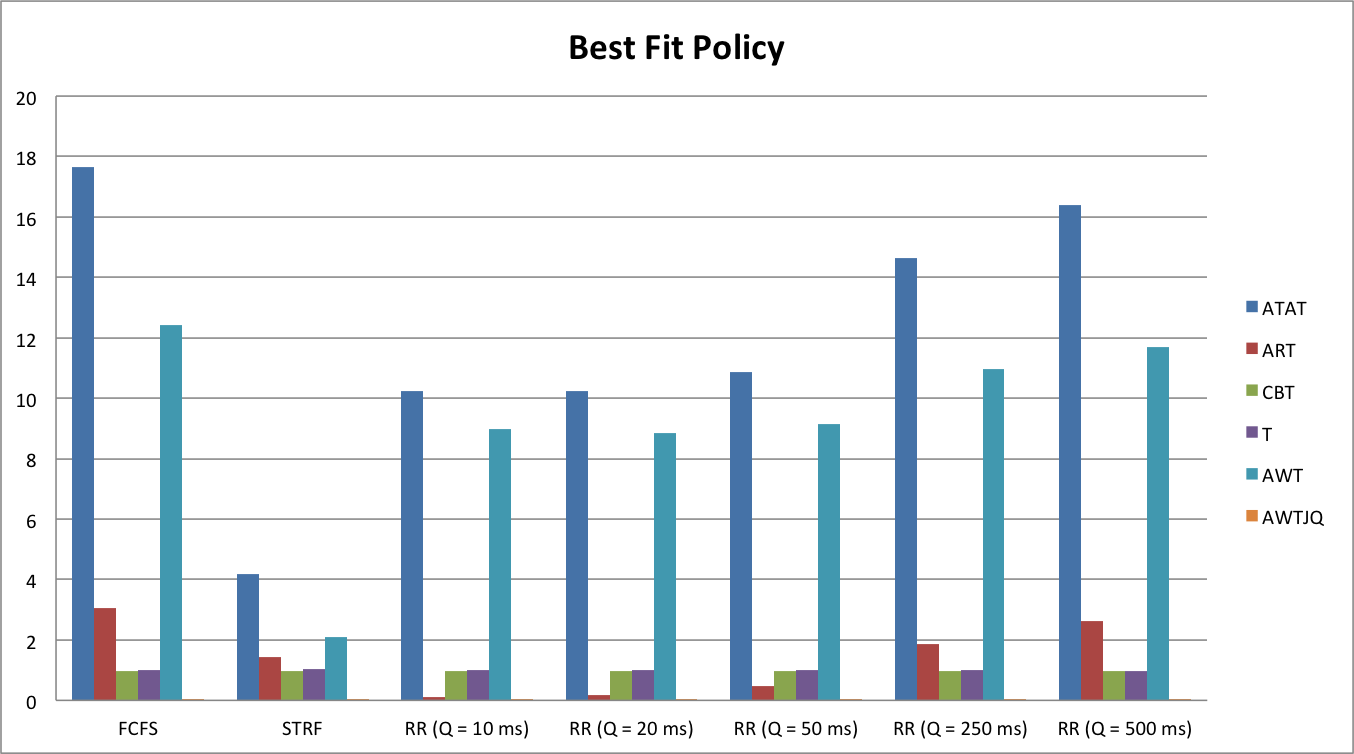 Best Fit Policy
20
18
16
14
12
10
8
6
4
2
0
FCFS
STRF
RR (Q = 10 ms)
RR (Q = 20 ms)
RR (Q = 50 ms)
RR (Q = 250 ms)
RR (Q = 500 ms)
ATAT
ART
CBT
T
AWT
AWTJQ